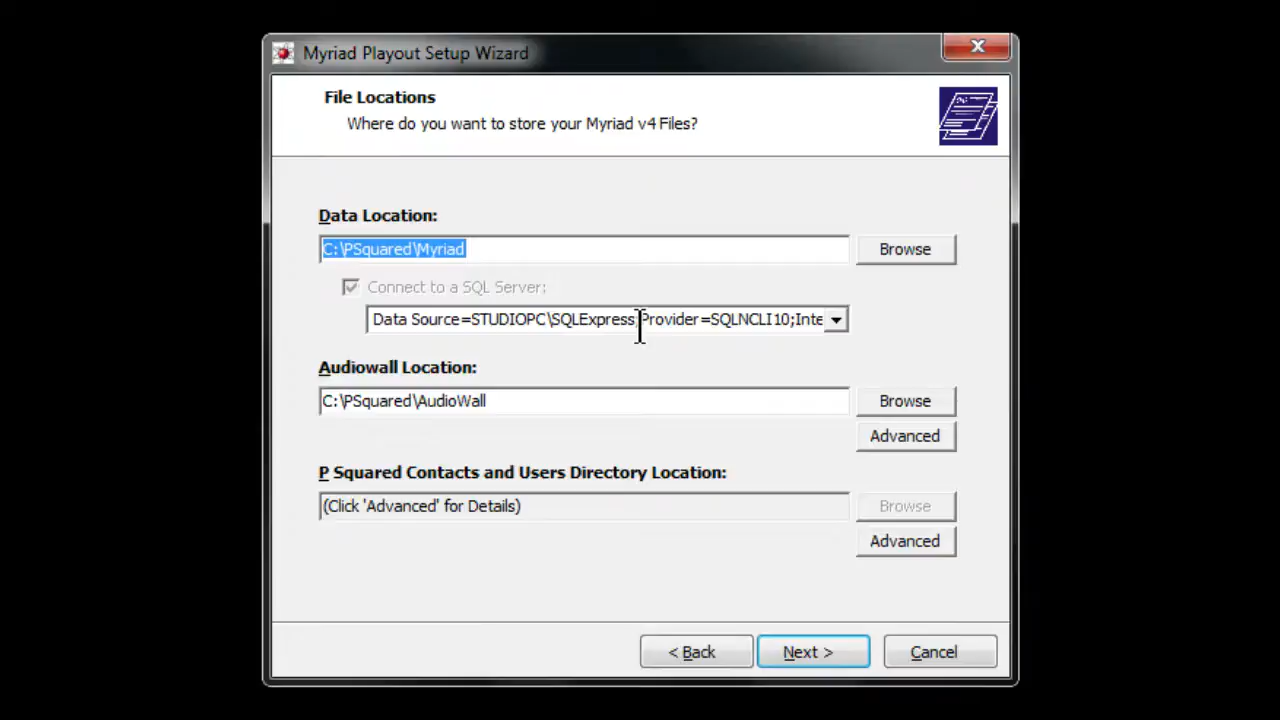 Myriad Playout Setup Wizard
File Locations
Where do you want to store your Myriad v4 Files?
Data Location:
C:\PSquared\Myriad
Browse
Connect to a SQL Server:
Data Source=STUDIOPC\SQLExpress;Provider=SQLNCLI10;Inte
Audiowall Location:
C:\PSquared\AudioWall
Browse
Advanced
P Squared Contacts and Users Directory Location:
(Click 'Advanced' for Details)
Browse
Advanced
< Back
Next >
Cancel